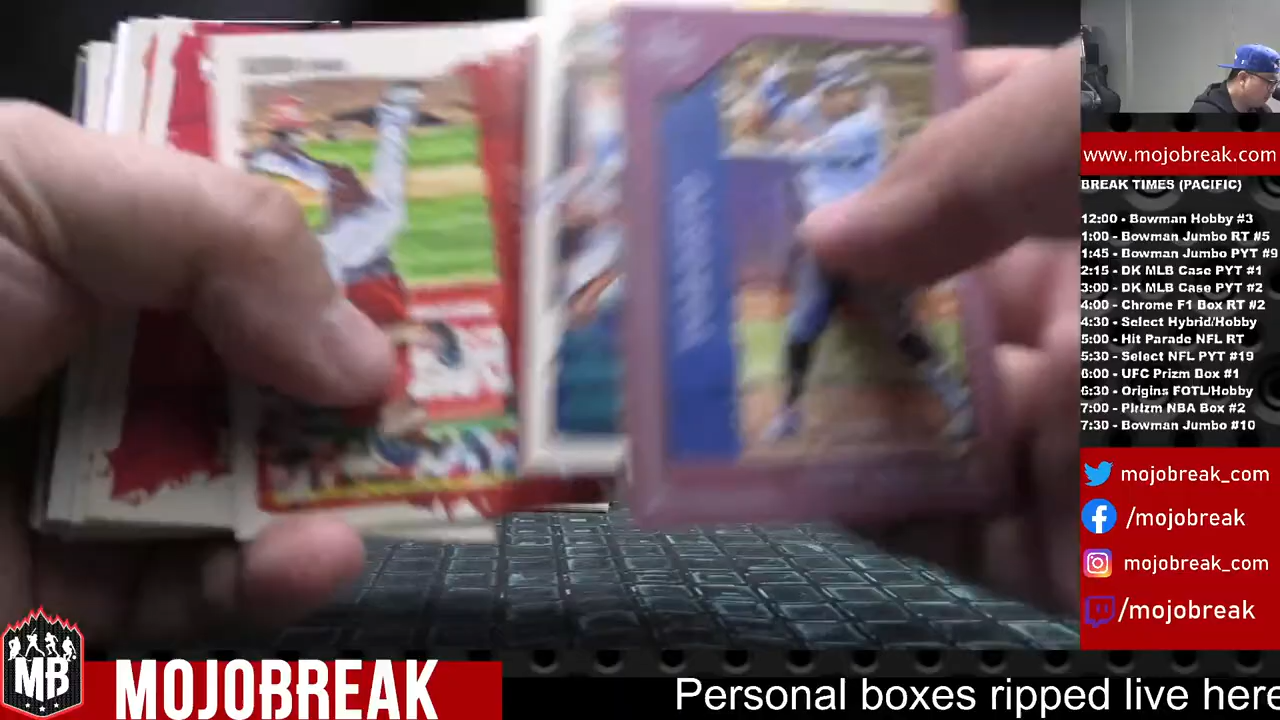 www.mojobreak.com
BREAK TIMES (PACIFIC)
12:00 - Bowman Hobby #3
1:00 - Bowman Jumbo RT #5
1:45 - Bowman Jumbo PYT #9
2:15 - DK MLB Case PYT #1
3:00 - DK MLB Case PYT #2
4:00 - Chrome F1 Box RT #2
4:30 - Select Hybrid/Hobby
5:00 - Hit Parade NFL RT
5:30 - Select NFL PYT #19
6:00 - UFC Prizm Box #1
6:30 - Origins FOTL/Hobby
7:00 - Prizm NBA Box #2
7:30 - Bowman Jumbo #10
mojobreak_com
/mojobreak
mojobreak_com
/mojobreak
MB
MOJOBREAK
Personal boxes ripped live here